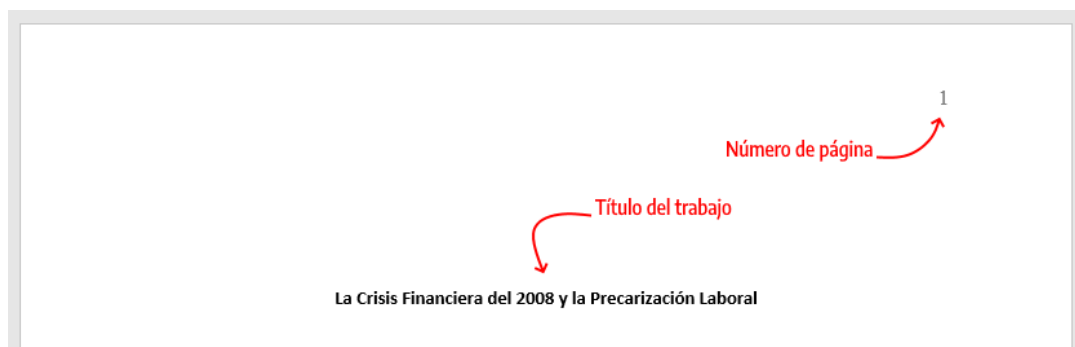 1
Número de página
Título del trabajo
La Crisis Financiera del 2008 y la Precarización Laboral